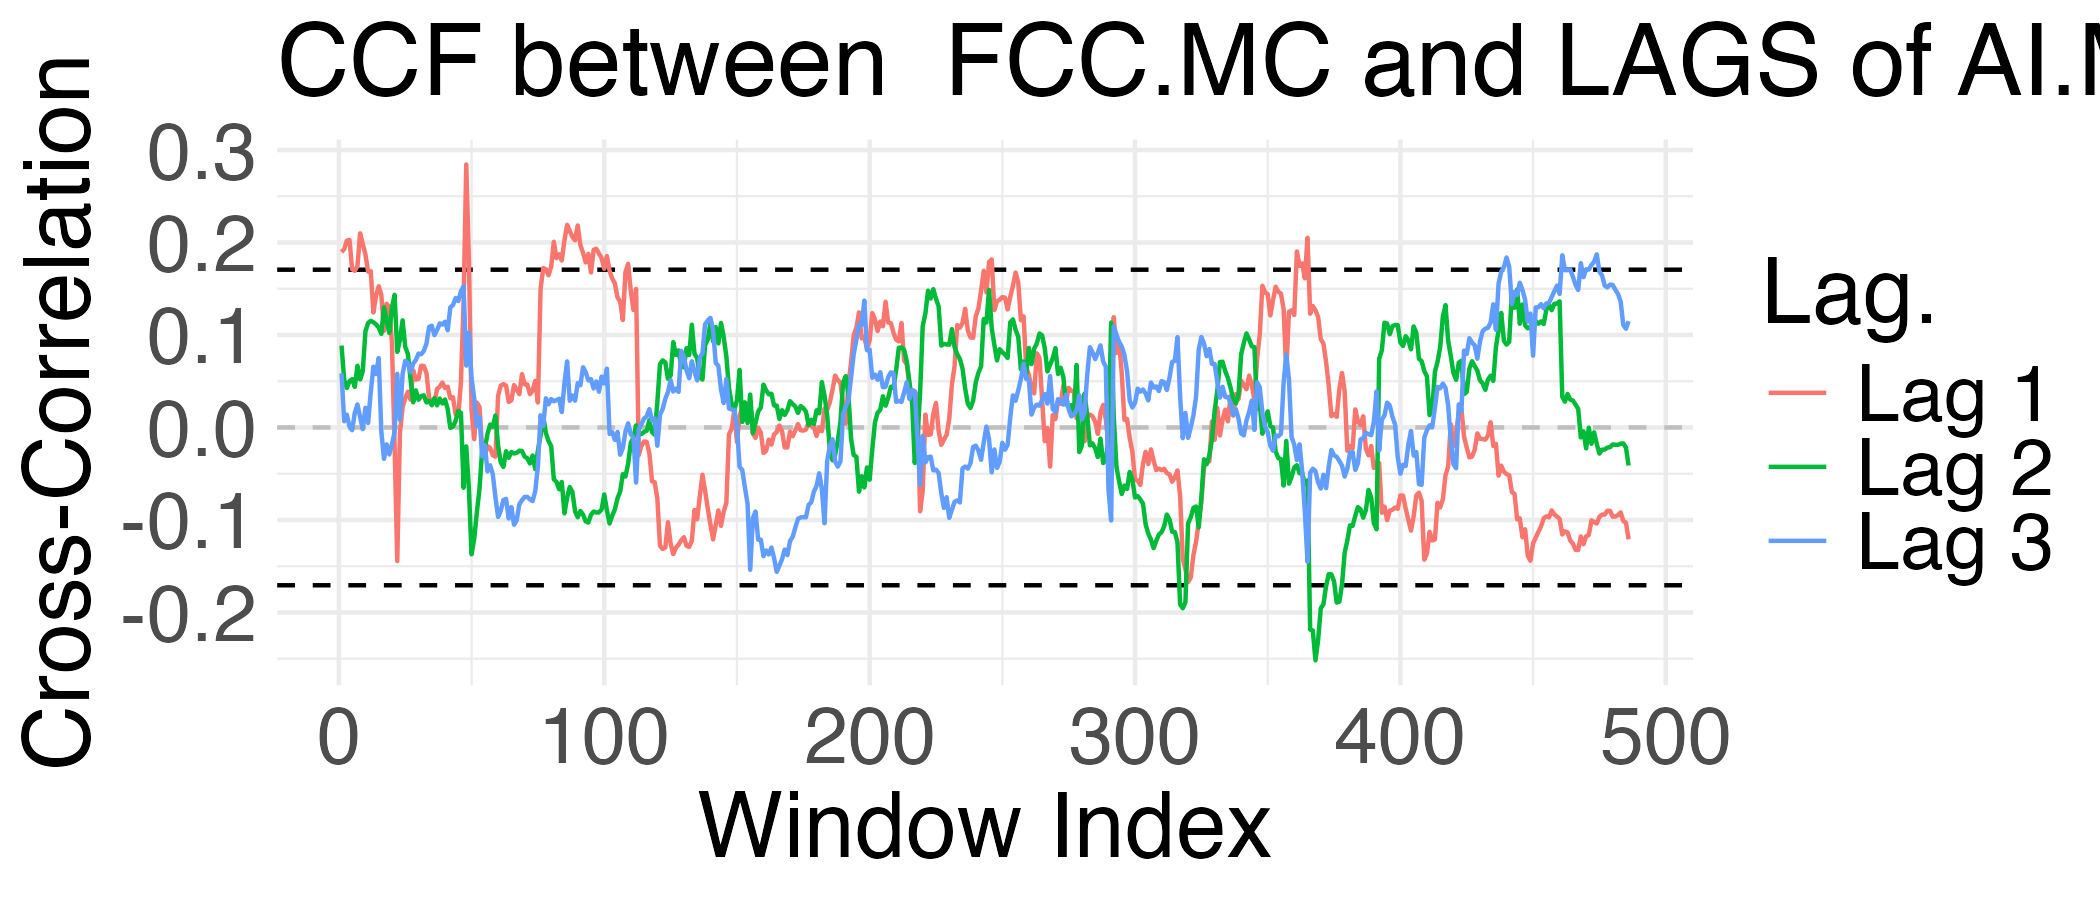 CCF between FCC.MC and LAGS of AI.
Cross-Correlation
0.3
0.2
0.1
0.0
-0.1
-0.2
0 100 200 300 400 500
Window Index
Lag.
Lag 1
Lag 2
Lag 3